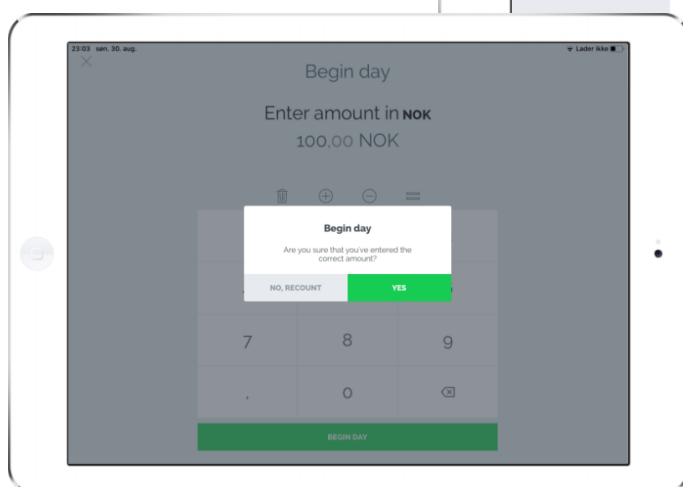 23:03 søn. 30. aug.
Lader ikke
Begin day
Enter amount in NOK
100,00 NOK
Begin day
Are you sure that you've entered the
correct amount?
NO, RECOUNT YES
7 8 9
, 0
BEGIN DAY